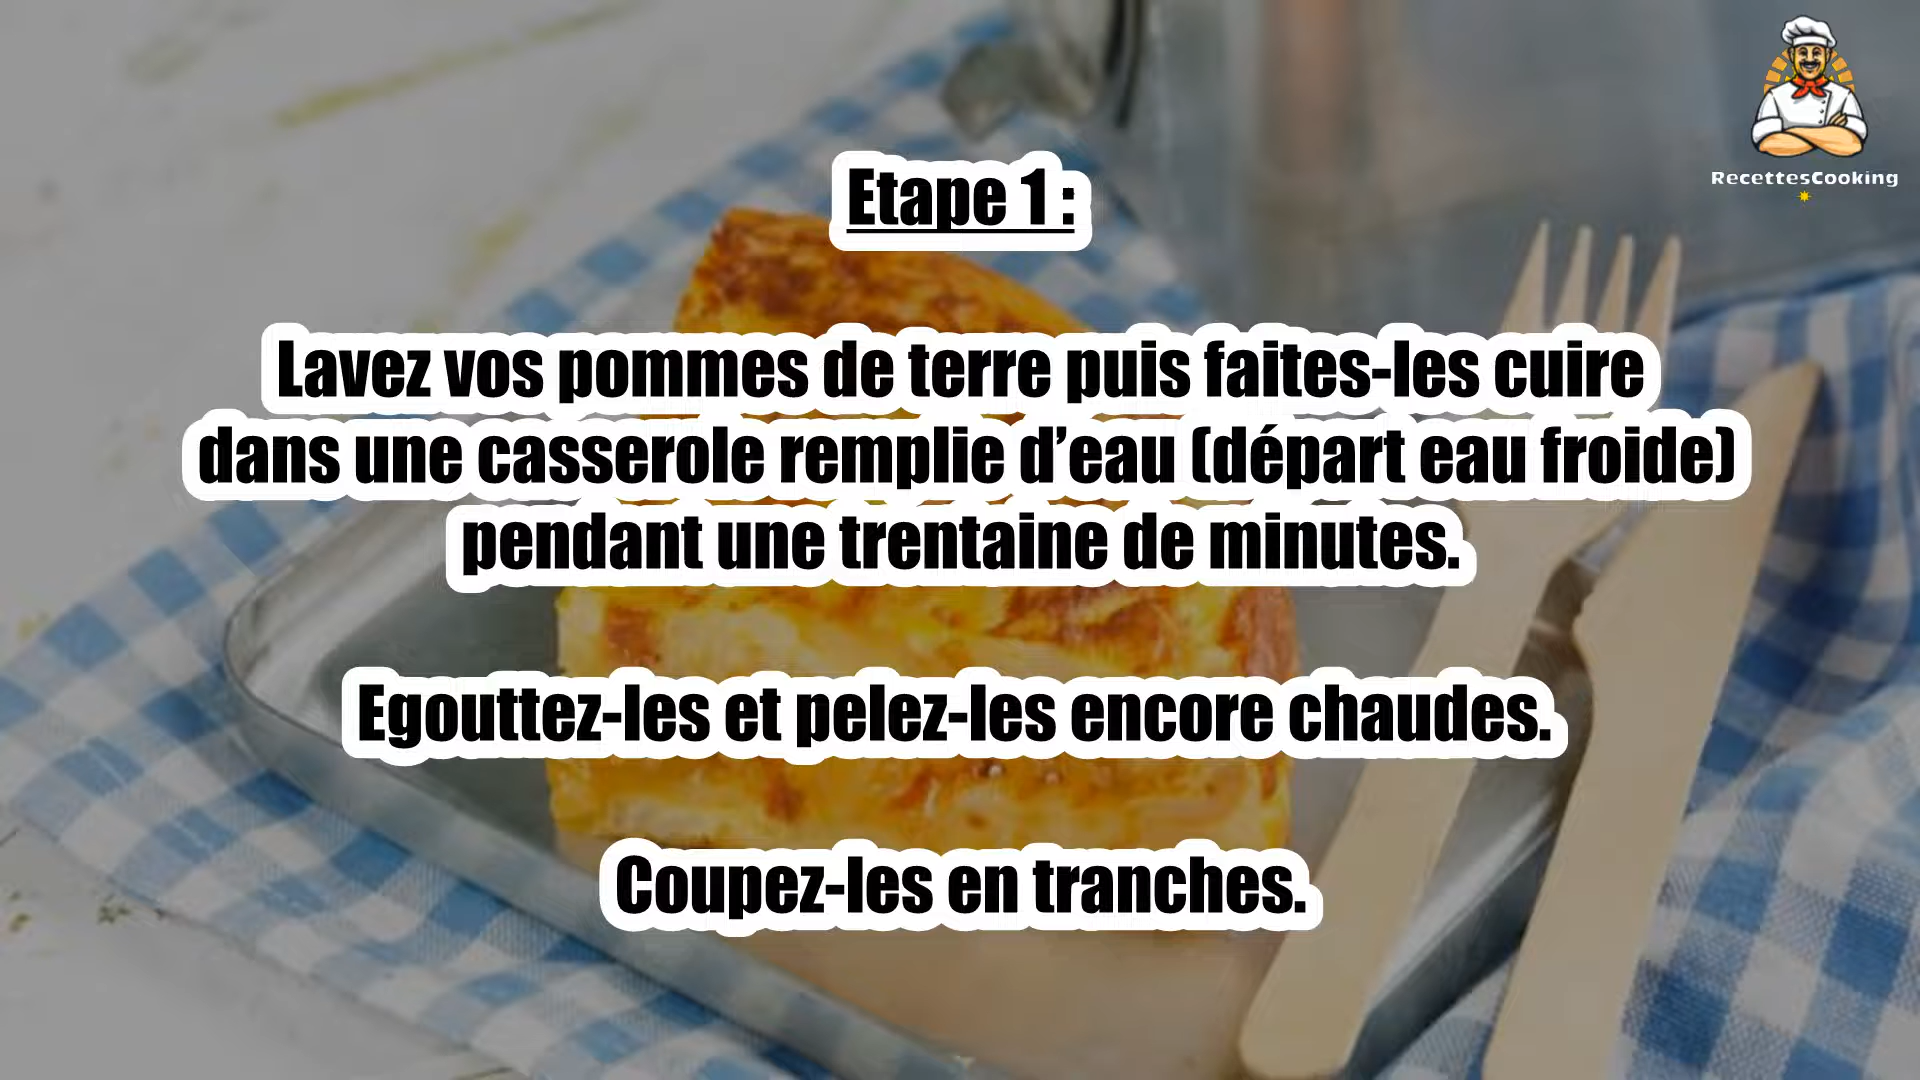 RecettesCooking
Etape 1 :
Lavez vos pommes de terre puis faites-les cuire
dans une casserole remplie d’eau (départ eau froide)
pendant une trentaine de minutes.
Egouttez-les et pelez-les encore chaudes.
Coupez-les en tranches.